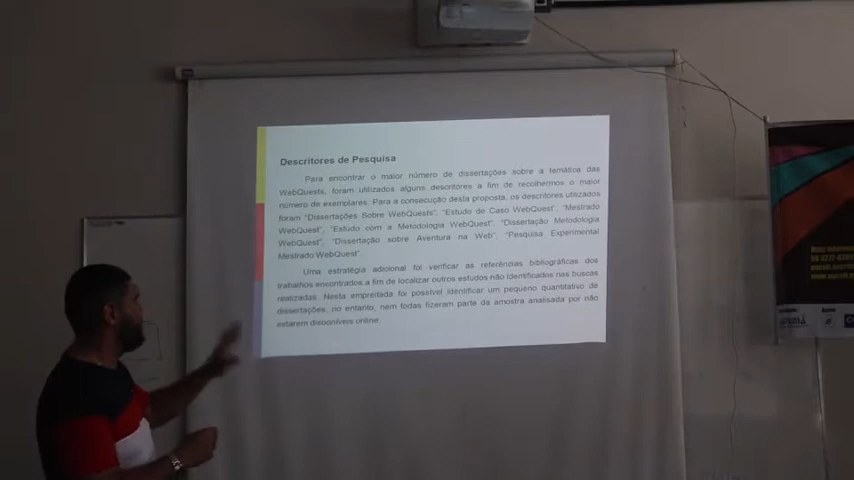 Descritores de Pesquisa
Para encontrar o maior número de dissertações sobre a temática das
WebQuests, foram utilizados alguns descritores a fim de recolhermos o maior
número de exemplares. Para a consecução desta proposta, os descritores utilizados
foram "Dissertações Sobre WebQuests", "Estudo de Caso WebQuest", "Mestrado
WebQuest", "Estudo com a Metodologia WebQuest", "Dissertação Metodologia
WebQuest", "Dissertação sobre Aventura na Web", "Pesquisa Experimental
Mestrado WebQuest".
Uma estratégia adicional foi verificar as referências bibliográficas dos
trabalhos encontrados a fim de localizar outros estudos não identificados nas buscas
realizadas. Nesta empreitada foi possível identificar um pequeno quantitativo de
dissertações, no entanto, nem todas fizeram parte da amostra analisada por não
estarem disponíveis online.